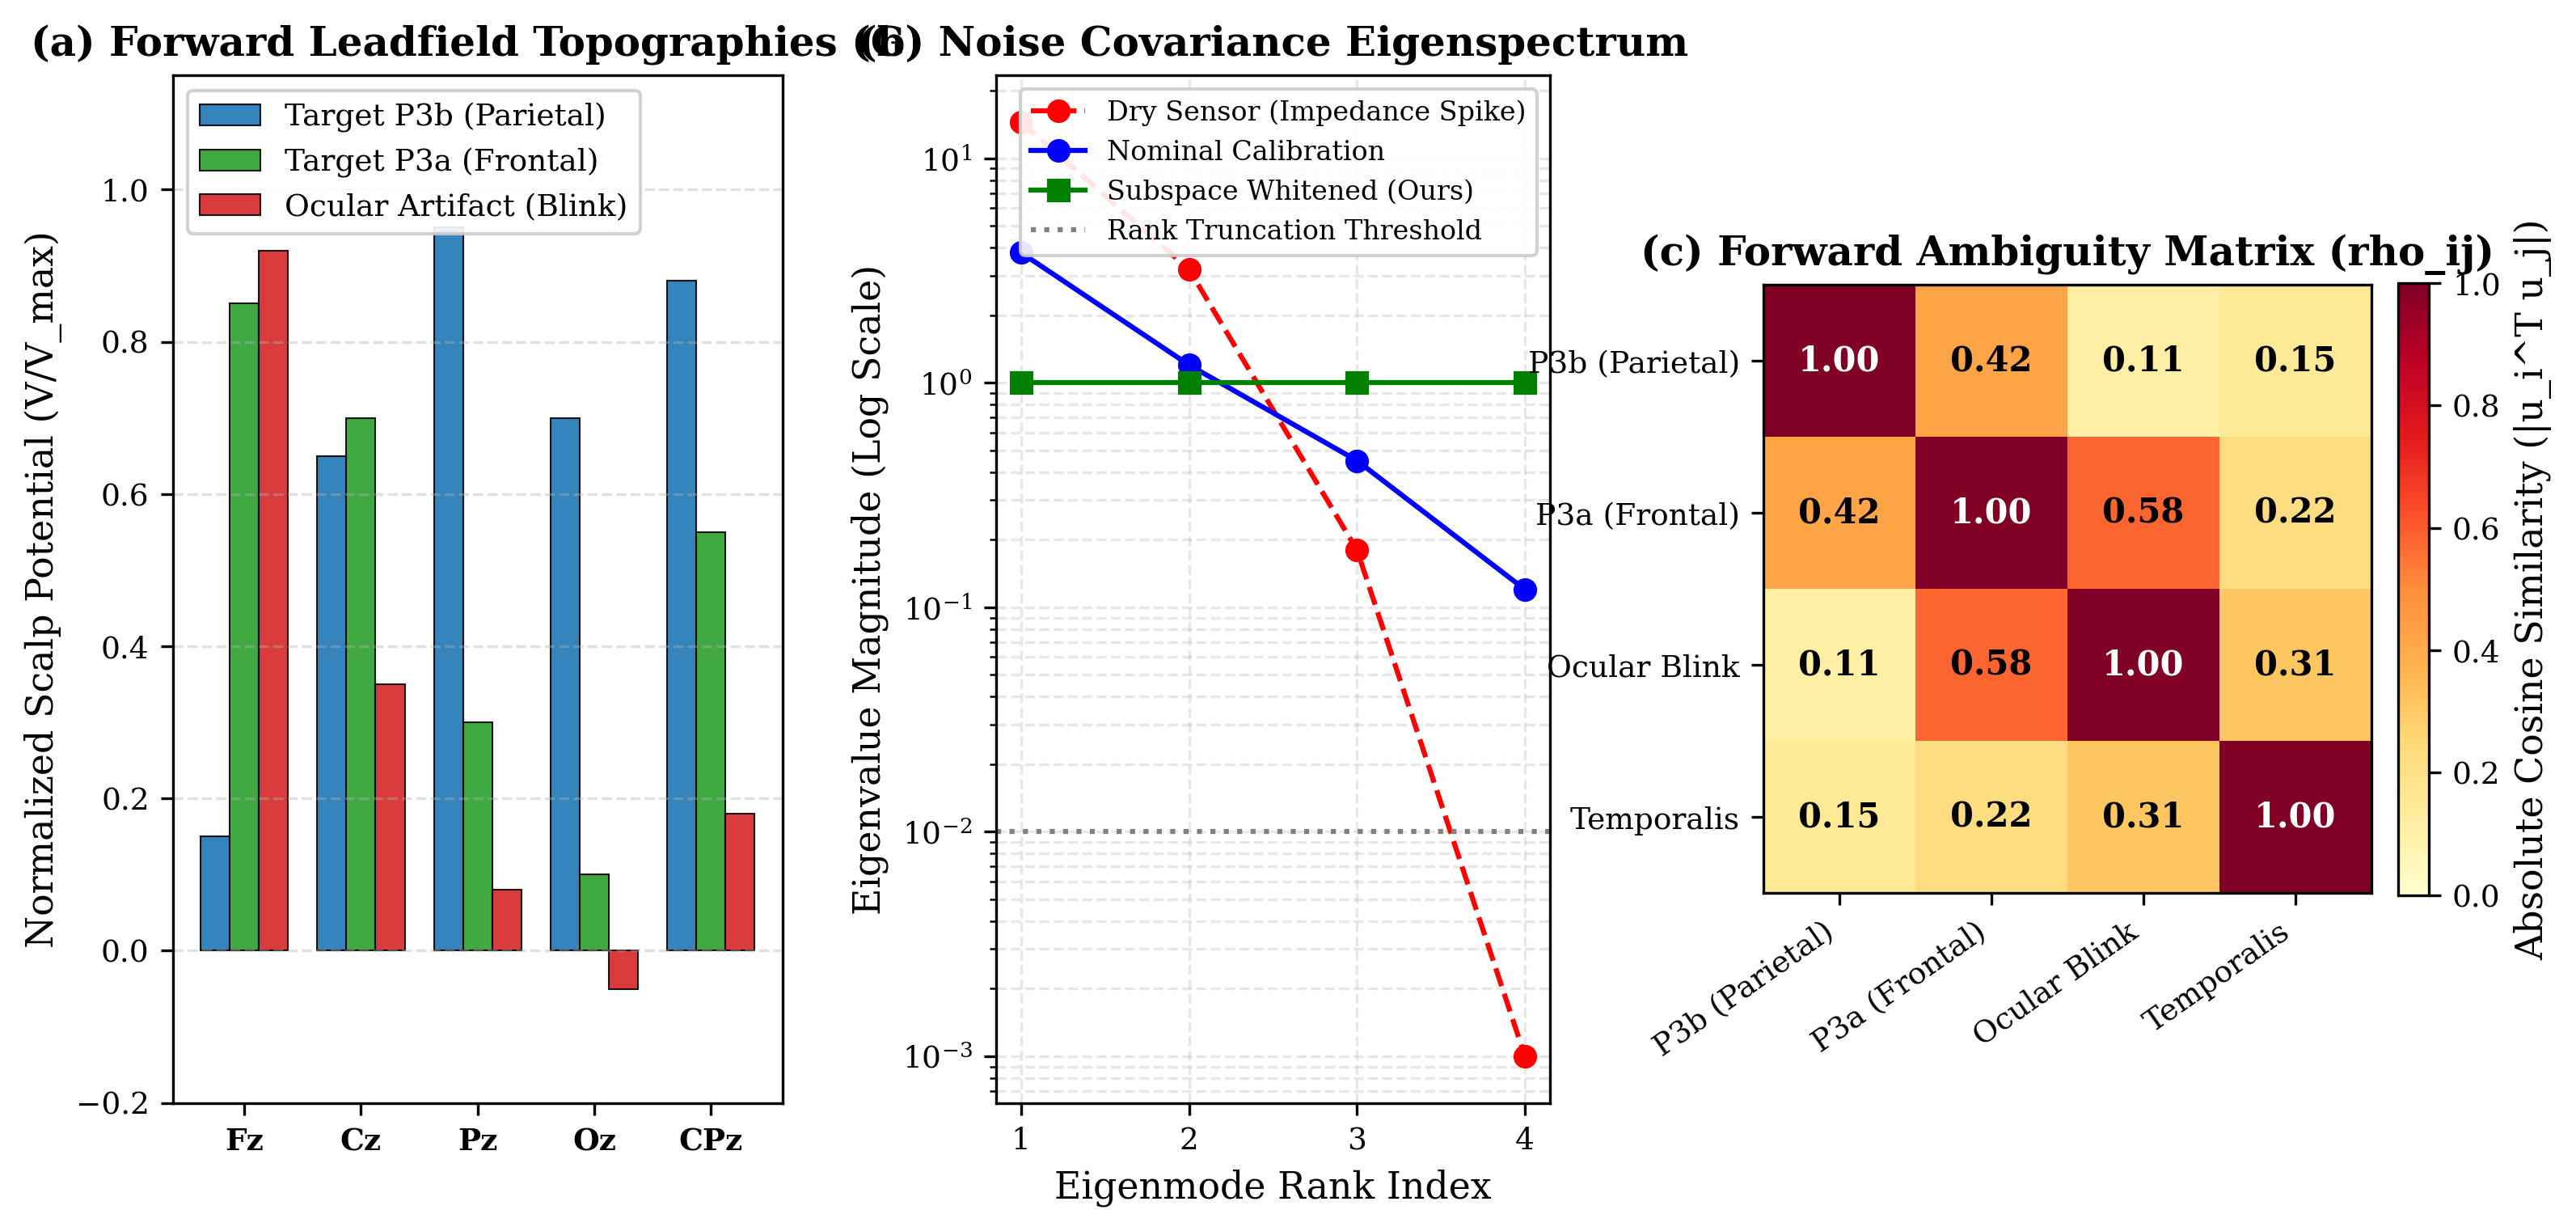 (a) Forward Leadfield Topographies (G)
(b) Noise Covariance Eigenspectrum
(c) Forward Ambiguity Matrix (rho_ij)
Normalized Scalp Potential (V/V_max)
1.0
0.8
0.6
0.4
0.2
0.0
−0.2
Target P3b (Parietal)
Target P3a (Frontal)
Ocular Artifact (Blink)
Fz Cz Pz Oz CPz
Eigenvalue Magnitude (Log Scale)
10¹
10⁰
10⁻¹
10⁻²
10⁻³
Dry Sensor (Impedance Spike)
Nominal Calibration
Subspace Whitened (Ours)
Rank Truncation Threshold
1 2 3 4
Eigenmode Rank Index
P3b (Parietal) 1.00 0.42 0.11 0.15
P3a (Frontal) 0.42 1.00 0.58 0.22
Ocular Blink 0.11 0.58 1.00 0.31
Temporalis 0.15 0.22 0.31 1.00
P3b (Parietal)
P3a (Frontal)
Ocular Blink
Temporalis
1.0
0.8
0.6
0.4
0.2
0.0
Absolute Cosine Similarity (|u_i^T u_j|)